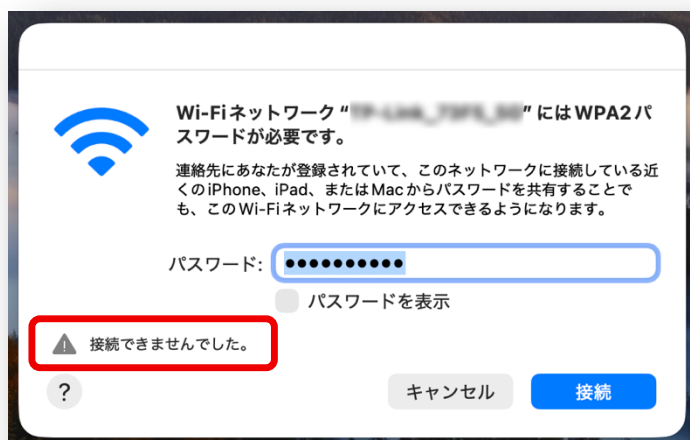 Wi-Fiネットワーク“ ”にはWPA2パ
スワードが必要です。
連絡先にあなたが登録されていて、このネットワークに接続している近
くのiPhone、iPad、またはMacからパスワードを共有することで
も、このWi-Fiネットワークにアクセスできるようになります。
パスワード: ●●●●●●●●●●
パスワードを表示
接続できませんでした。
? キャンセル 接続